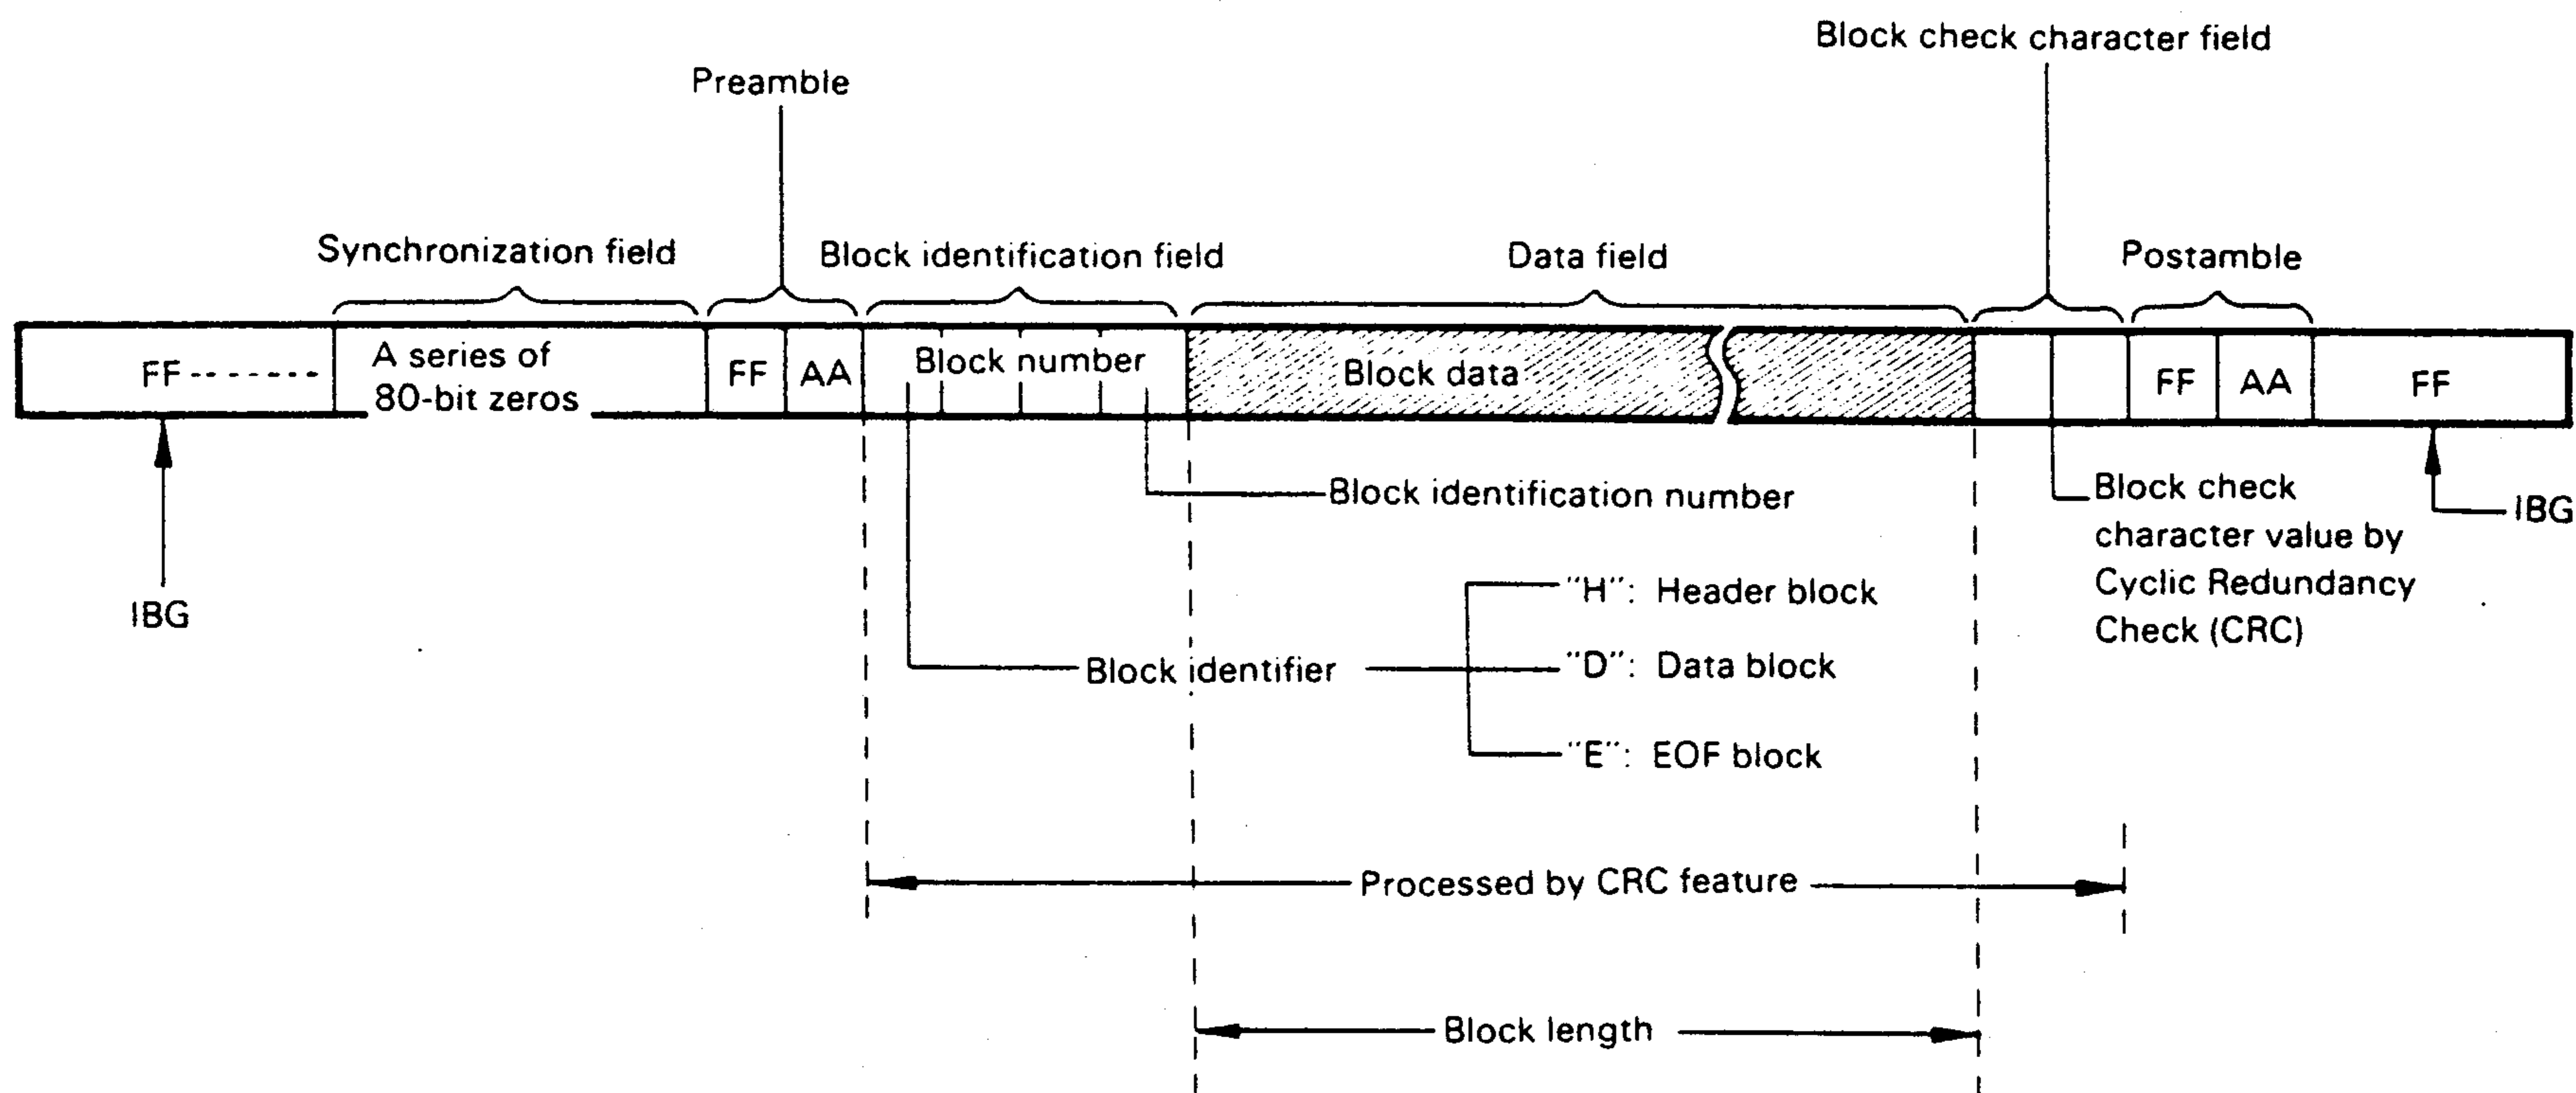 Block check character field
Preamble
Synchronization field
Block identification field
Data field
Postamble
FF-------
A series of
80-bit zeros
FF
AA
Block number
Block data
FF
AA
FF
Block identification number
Block check
character value by
Cyclic Redundancy
Check (CRC)
IBG
IBG
"H": Header block
Block identifier
"D": Data block
"E": EOF block
Processed by CRC feature
Block length